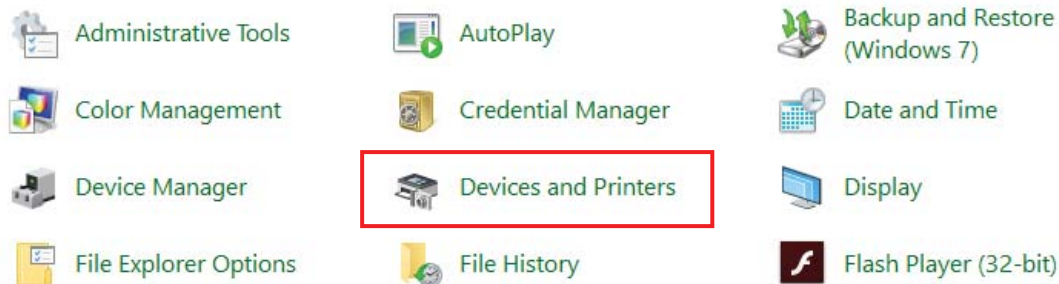 Administrative Tools
AutoPlay
Backup and Restore
(Windows 7)
Color Management
Credential Manager
Date and Time
Device Manager
Devices and Printers
Display
File Explorer Options
File History
Flash Player (32-bit)